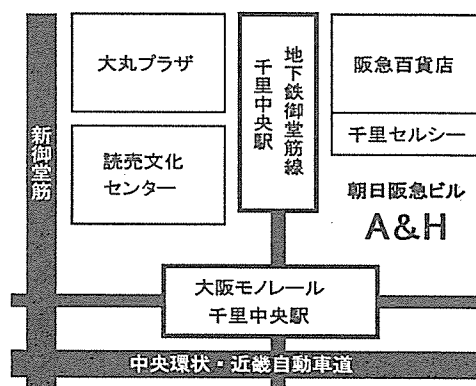 大丸プラザ
地下鉄御堂筋線
千里中央駅
阪急百貨店
千里セルシー
新御堂筋
読売文化
センター
朝日阪急ビル
A&H
大阪モノレール
千里中央駅
中央環状・近畿自動車道